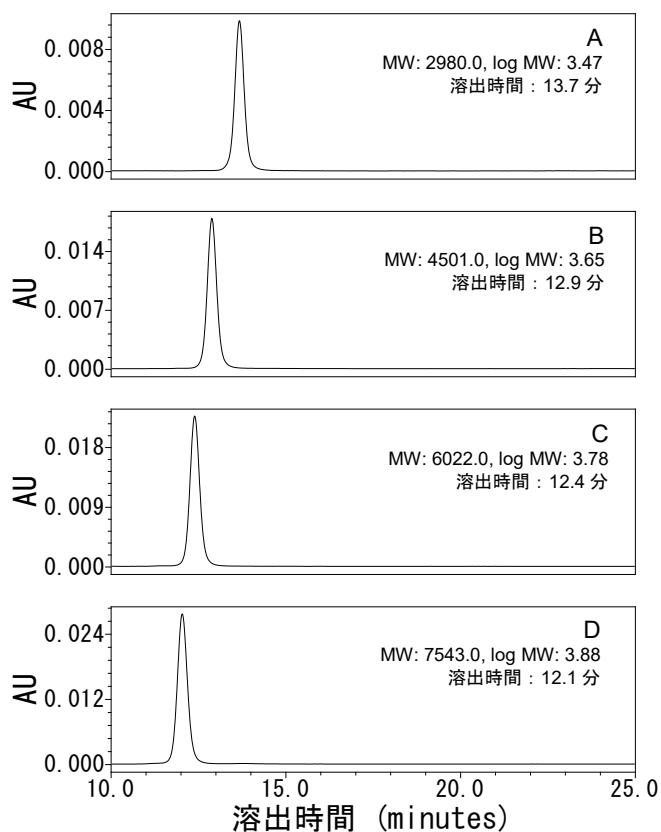 0.008
0.004
0.000
AU
A
MW: 2980.0, log MW: 3.47
溶出時間：13.7 分
0.014
0.007
0.000
AU
B
MW: 4501.0, log MW: 3.65
溶出時間：12.9 分
0.018
0.009
0.000
AU
C
MW: 6022.0, log MW: 3.78
溶出時間：12.4 分
0.024
0.012
0.000
AU
D
MW: 7543.0, log MW: 3.88
溶出時間：12.1 分
10.0 15.0 20.0 25.0
溶出時間 (minutes)